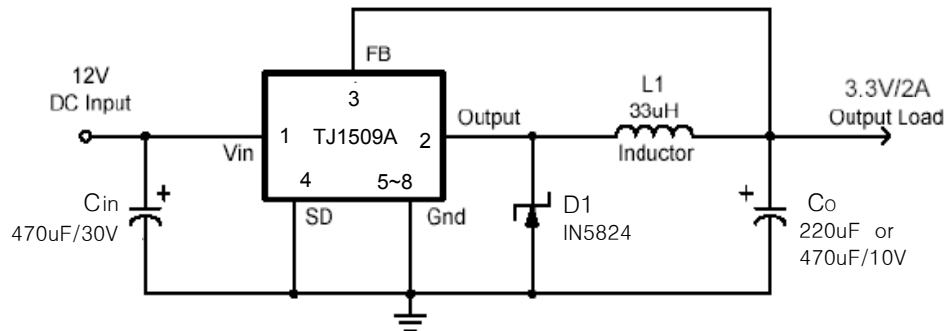 FB
12V
DC Input
3
L1
33uH
Inductor
3.3V/2A
Output Load
Output
1
TJ1509A
2
Vin
4
5~8
SD
Gnd
Cin
+
470uF/30V
D1
IN5824
+
Co
220uF or
470uF/10V